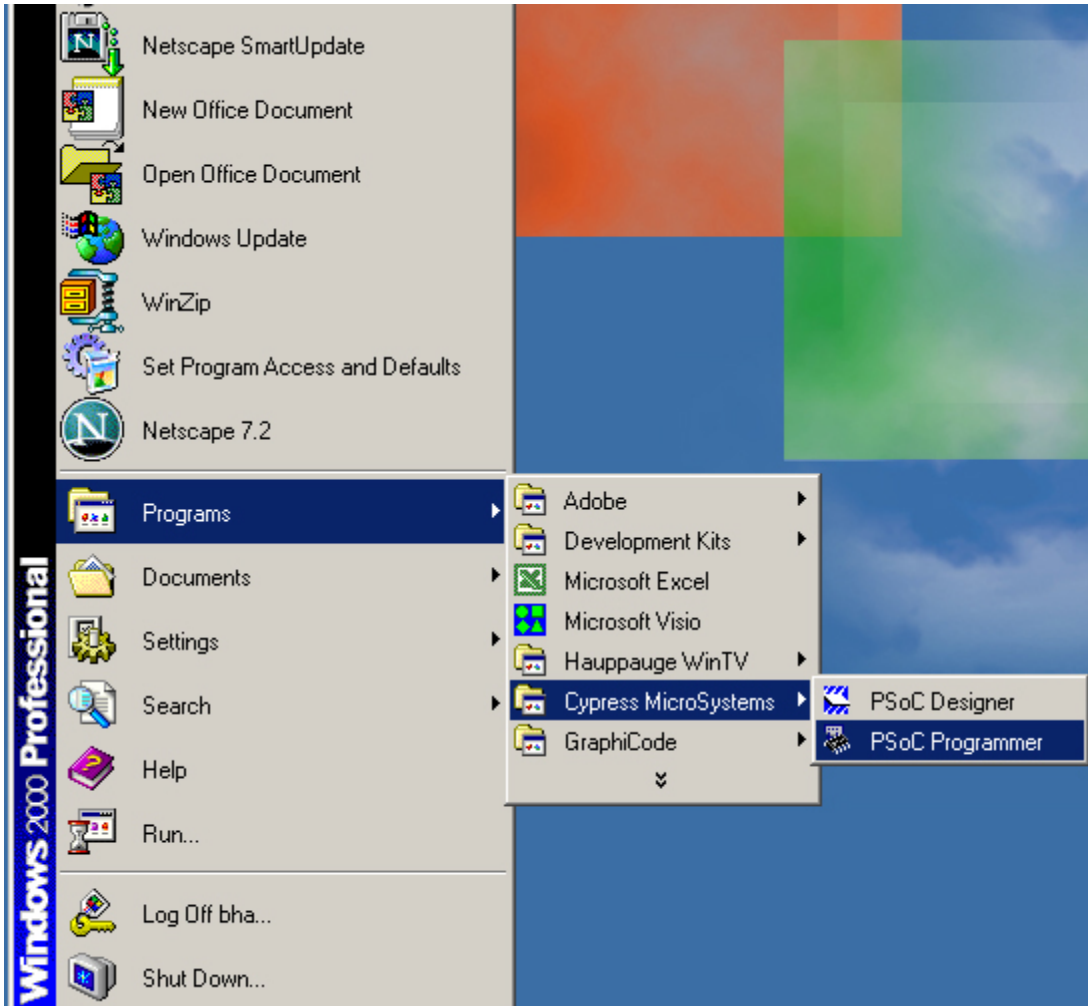 Netscape SmartUpdate
New Office Document
Open Office Document
Windows Update
WinZip
Set Program Access and Defaults
Netscape 7.2
Programs
Documents
Settings
Search
Help
Run...
Log Off bha...
Shut Down...
Windows 2000 Professional
Adobe
Development Kits
Microsoft Excel
Microsoft Visio
Hauppauge WinTV
Cypress MicroSystems
GraphiCode
PSoC Designer
PSoC Programmer